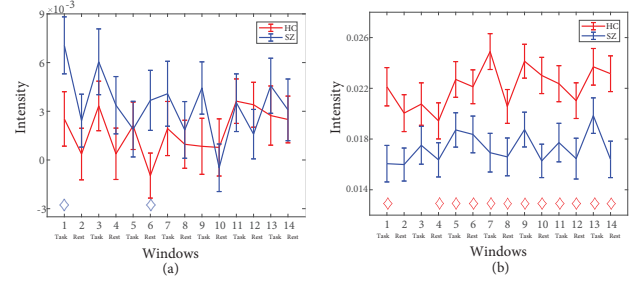 9 ×10⁻³
HC
SZ
6
3
0
-3
Intensity
1 2 3 4 5 6 7 8 9 10 11 12 13 14
Task Rest Task Rest Task Rest Task Rest Task Rest Task Rest Task Rest
Windows
(a)
HC
SZ
0.026
0.022
0.018
0.014
Intensity
1 2 3 4 5 6 7 8 9 10 11 12 13 14
Task Rest Task Rest Task Rest Task Rest Task Rest Task Rest Task Rest
Windows
(b)